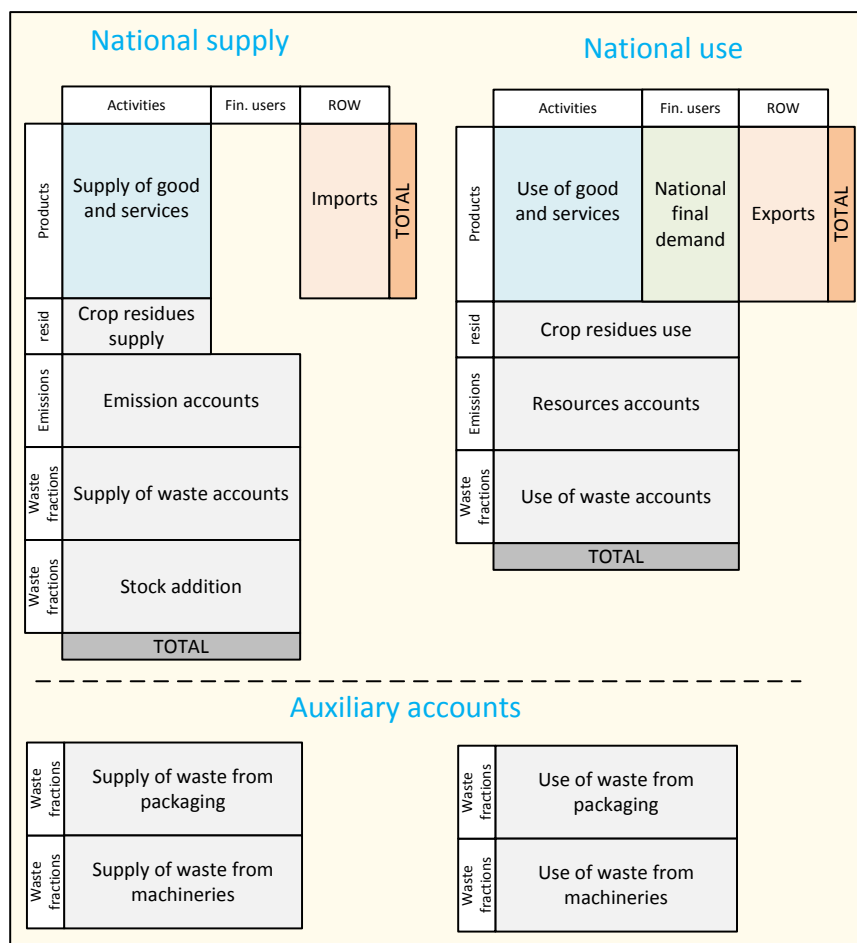 National supply
Activities
Fin. users
ROW
Products
Supply of good
and services
Imports
TOTAL
resid
Crop residues
supply
Emissions
Emission accounts
Waste
fractions
Supply of waste accounts
Waste
fractions
Stock addition
TOTAL
National use
Activities
Fin. users
ROW
Products
Use of good
and services
National
final
demand
Exports
TOTAL
resid
Crop residues use
Emissions
Resources accounts
Waste
fractions
Use of waste accounts
TOTAL
Auxiliary accounts
Waste
fractions
Supply of waste from
packaging
Waste
fractions
Supply of waste from
machineries
Waste
fractions
Use of waste from
packaging
Waste
fractions
Use of waste from
machineries